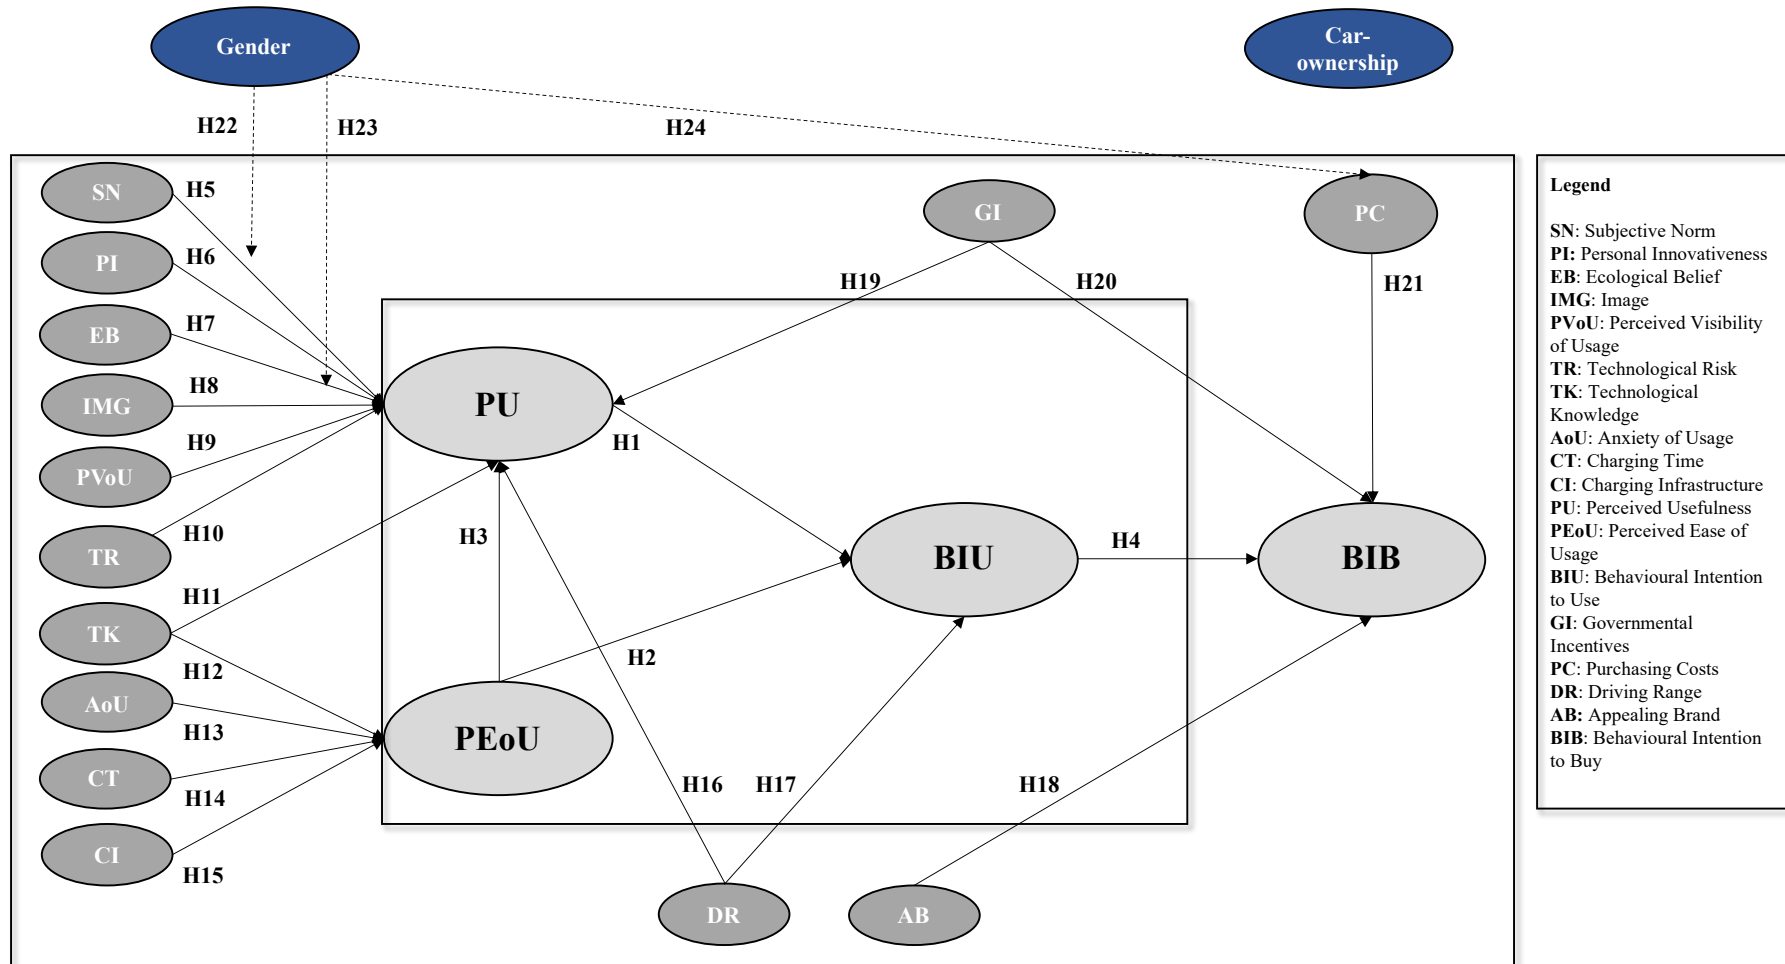 Gender
Car-
ownership
H22
H23
H24
SN
H5
PI
H6
EB
H7
IMG
H8
PVoU
H9
TR
H10
TK
H11
H12
AoU
H13
CT
H14
CI
H15
GI
PC
H19
H20
H21
PU
H1
H3
BIU
H4
BIB
H2
PEoU
H16
H17
H18
DR
AB
Legend
SN: Subjective Norm
PI: Personal Innovativeness
EB: Ecological Belief
IMG: Image
PVoU: Perceived Visibility
of Usage
TR: Technological Risk
TK: Technological
Knowledge
AoU: Anxiety of Usage
CT: Charging Time
CI: Charging Infrastructure
PU: Perceived Usefulness
PEoU: Perceived Ease of
Usage
BIU: Behavioural Intention
to Use
GI: Governmental
Incentives
PC: Purchasing Costs
DR: Driving Range
AB: Appealing Brand
BIB: Behavioural Intention
to Buy